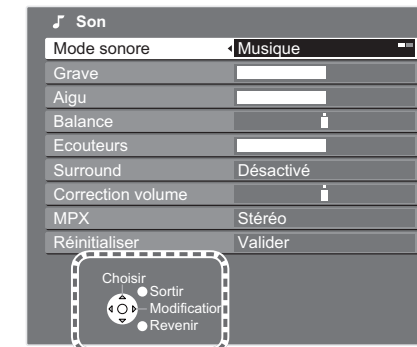 Son
Mode sonore Musique
Grave
Aigu
Balance
Ecouteurs
Surround Désactivé
Correction volume
MPX Stéréo
Réinitialiser Valider
Choisir
Sortir
Modification
Revenir